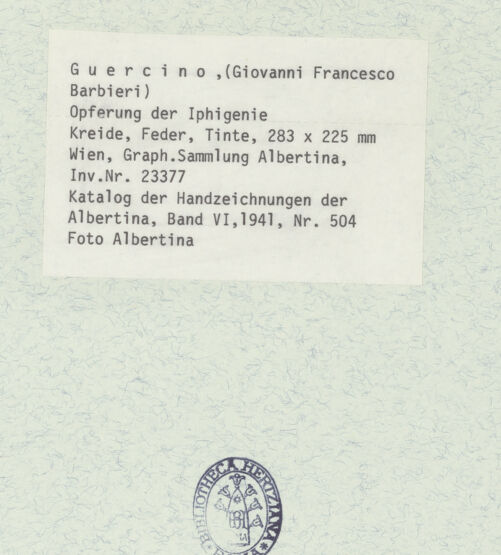 G u e r c i n o ,(Giovanni Francesco
Barbieri)
Opferung der Iphigenie
Kreide, Feder, Tinte, 283 x 225 mm
Wien, Graph.Sammlung Albertina,
Inv.Nr. 23377
Katalog der Handzeichnungen der
Albertina, Band VI,1941, Nr. 504
Foto Albertina
*BIBLIOTHECA HERTZIANA*